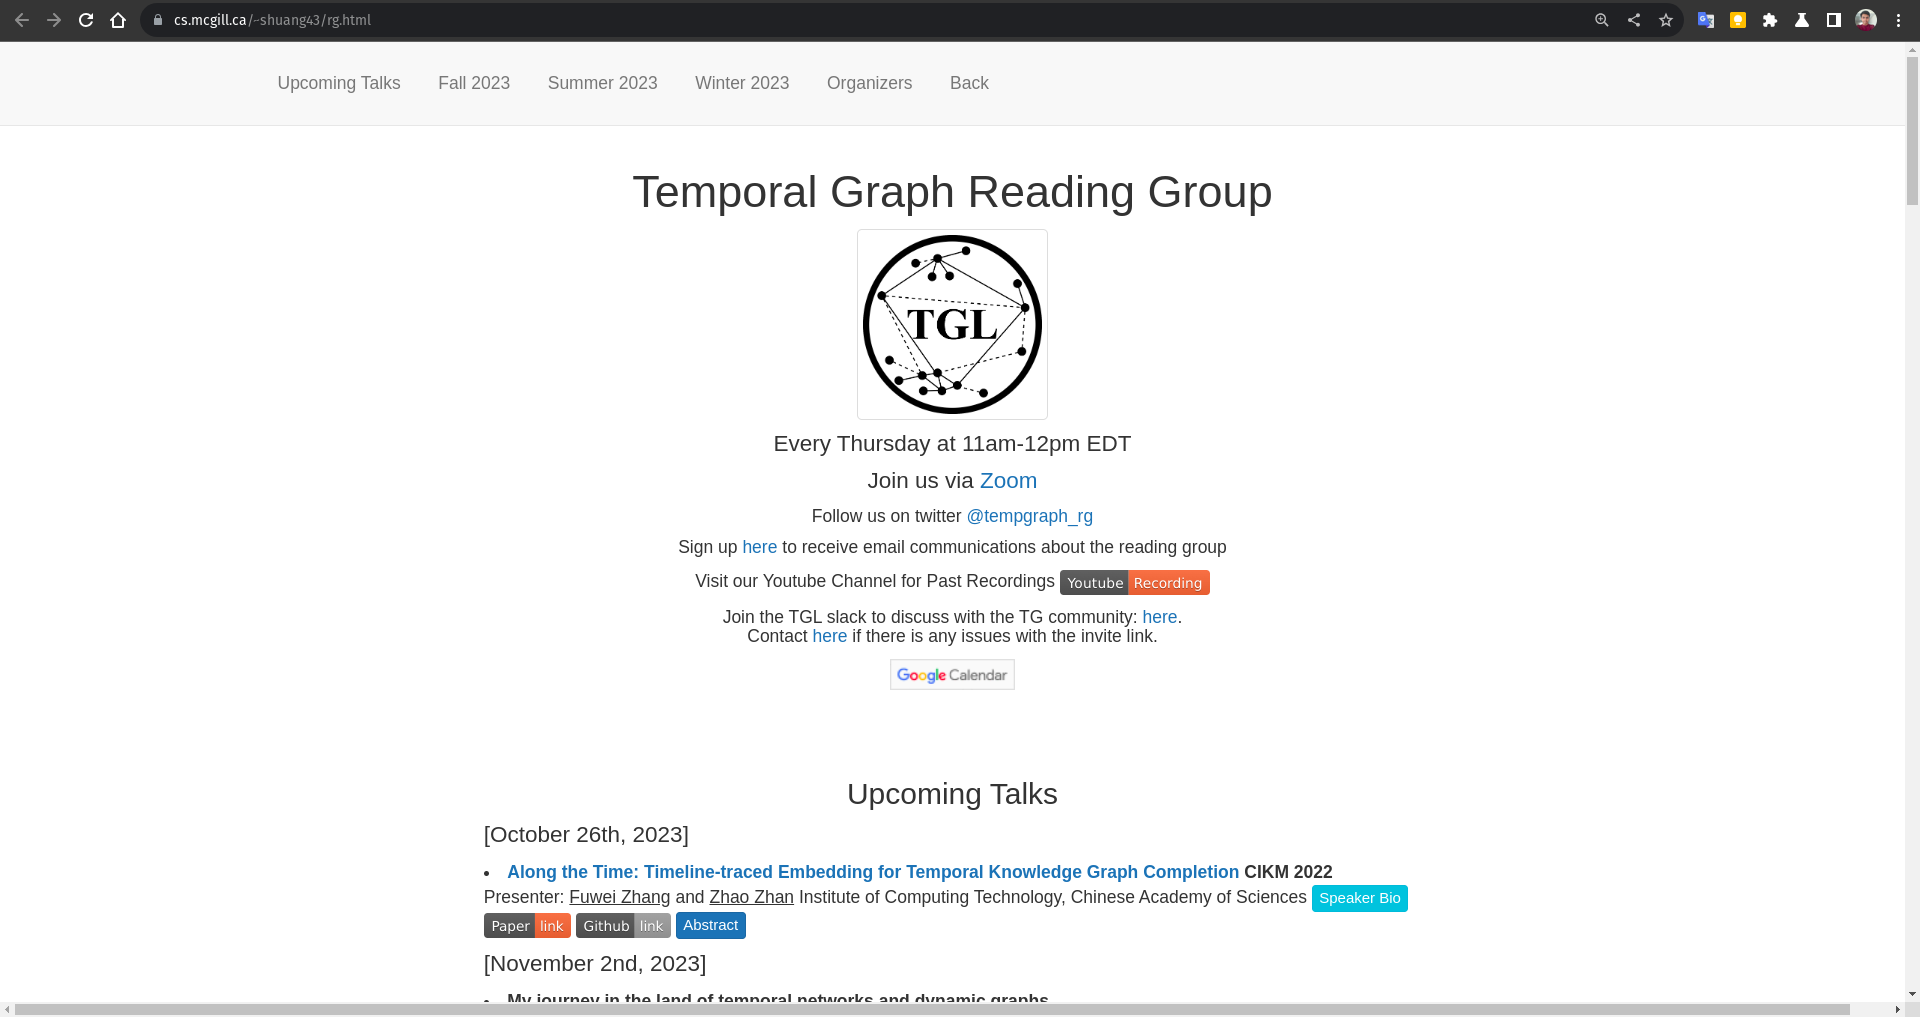 cs.mcgill.ca/~shuang43/rg.html
Upcoming Talks Fall 2023 Summer 2023 Winter 2023 Organizers Back
Temporal Graph Reading Group
TGL
Every Thursday at 11am-12pm EDT
Join us via Zoom
Follow us on twitter @tempgraph_rg
Sign up here to receive email communications about the reading group
Visit our Youtube Channel for Past Recordings Youtube Recording
Join the TGL slack to discuss with the TG community: here.
Contact here if there is any issues with the invite link.
Google Calendar
Upcoming Talks
[October 26th, 2023]
• Along the Time: Timeline-traced Embedding for Temporal Knowledge Graph Completion CIKM 2022
Presenter: Fuwei Zhang and Zhao Zhan Institute of Computing Technology, Chinese Academy of Sciences Speaker Bio
Paper link Github link Abstract
[November 2nd, 2023]
• My journey in the land of temporal networks and dynamic graphs